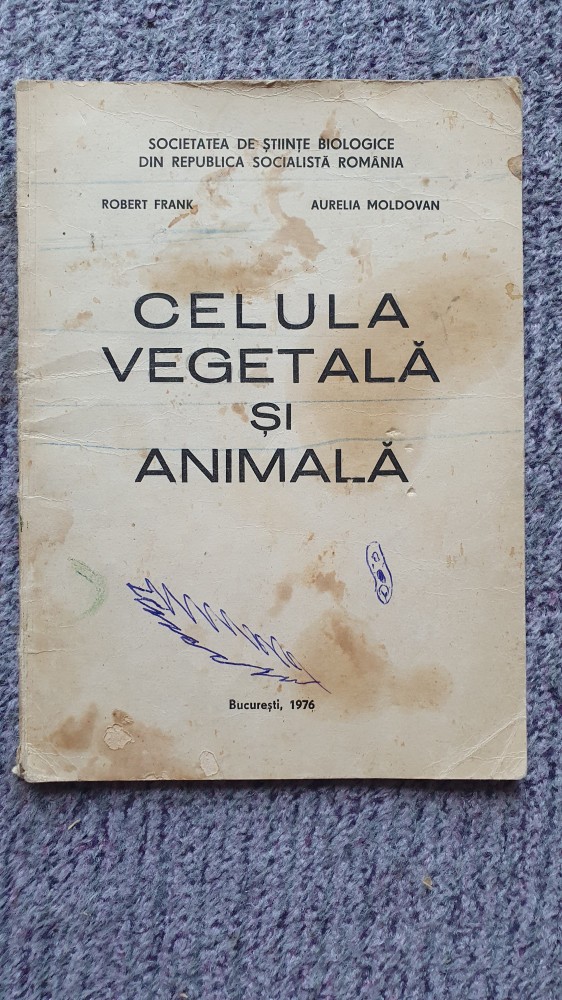 SOCIETATEA DE ȘTIINȚE BIOLOGICE
DIN REPUBLICA SOCIALISTĂ ROMÂNIA
ROBERT FRANK AURELIA MOLDOVAN
CELULA
VEGETALĂ
ȘI
ANIMALĂ
București, 1976